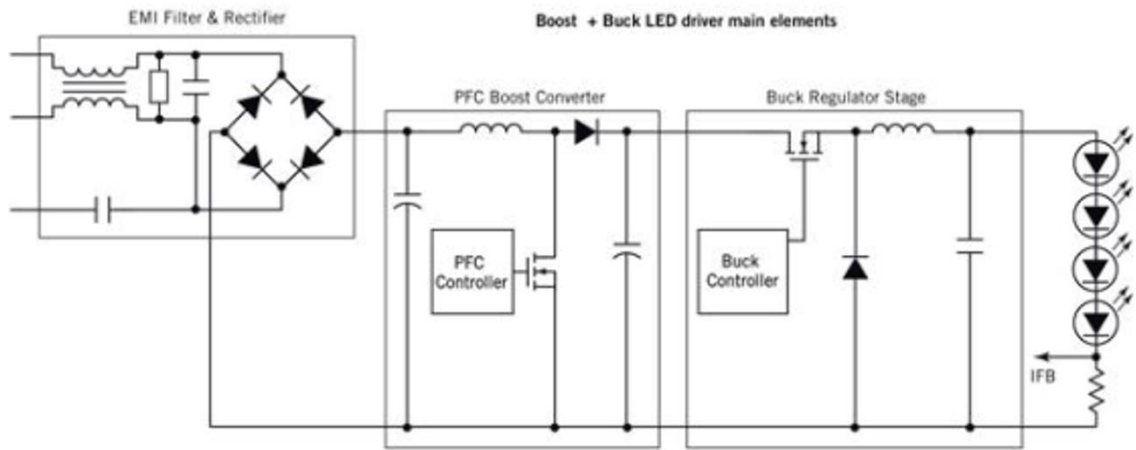 EMI Filter & Rectifier
Boost + Buck LED driver main elements
PFC Boost Converter
Buck Regulator Stage
PFC
Controller
Buck
Controller
IFB